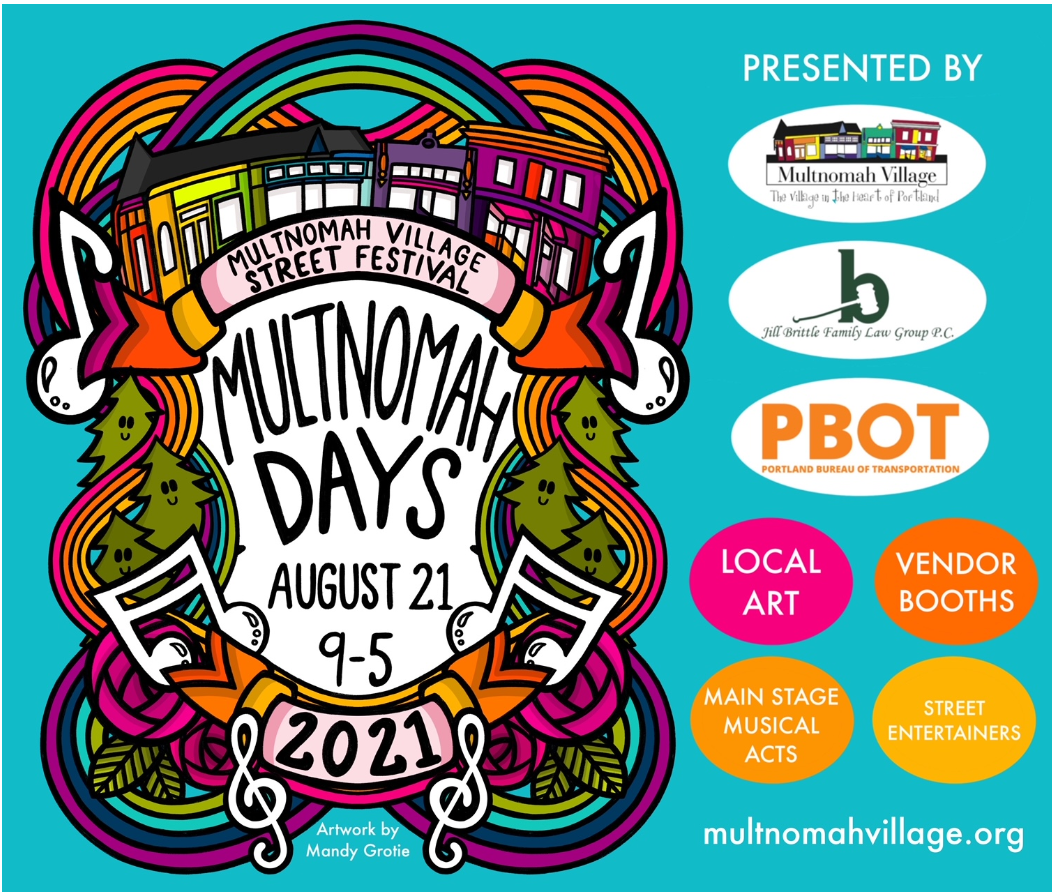 MULTNOMAH VILLAGE
STREET FESTIVAL
MULTNOMAH
DAYS
AUGUST 21
9-5
2021
Artwork by
Mandy Grotie
PRESENTED BY
Multnomah Village
The Village in the Heart of Portland
b
Jill Brittle Family Law Group P.C.
PBOT
PORTLAND BUREAU OF TRANSPORTATION
LOCAL
ART
VENDOR
BOOTHS
MAIN STAGE
MUSICAL
ACTS
STREET
ENTERTAINERS
multnomahvillage.org